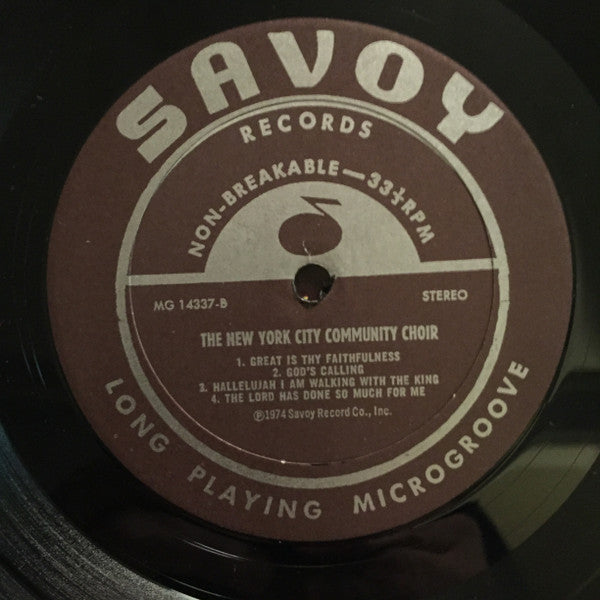 SAVOY
RECORDS
NON-BREAKABLE—33⅓RPM
MG 14337-B
STEREO
THE NEW YORK CITY COMMUNITY CHOIR
1. GREAT IS THY FAITHFULNESS
2. GOD'S CALLING
3. HALLELUJAH I AM WALKING WITH THE KING
4. THE LORD HAS DONE SO MUCH FOR ME
℗1974 Savoy Record Co., Inc.
LONG PLAYING MICROGROOVE